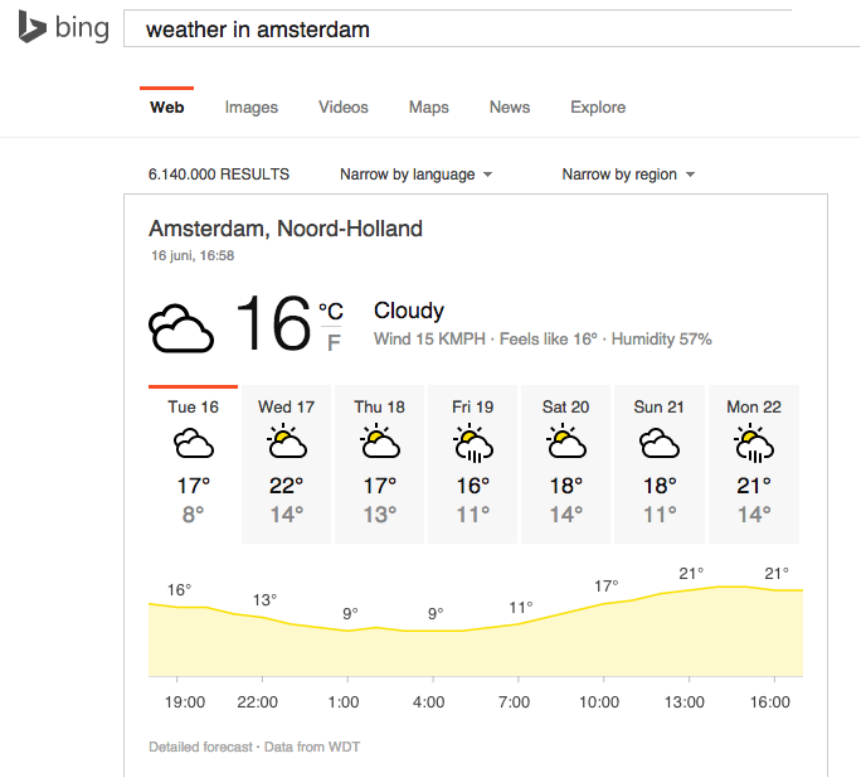 bing weather in amsterdam
Web Images Videos Maps News Explore
6.140.000 RESULTS Narrow by language Narrow by region
Amsterdam, Noord-Holland
16 juni, 16:58
16 °C F
Cloudy
Wind 15 KMPH · Feels like 16° · Humidity 57%
Tue 16 Wed 17 Thu 18 Fri 19 Sat 20 Sun 21 Mon 22
17° 22° 17° 16° 18° 18° 21°
8° 14° 13° 11° 14° 11° 14°
16° 13° 9° 9° 11° 17° 21° 21°
19:00 22:00 1:00 4:00 7:00 10:00 13:00 16:00
Detailed forecast · Data from WDT